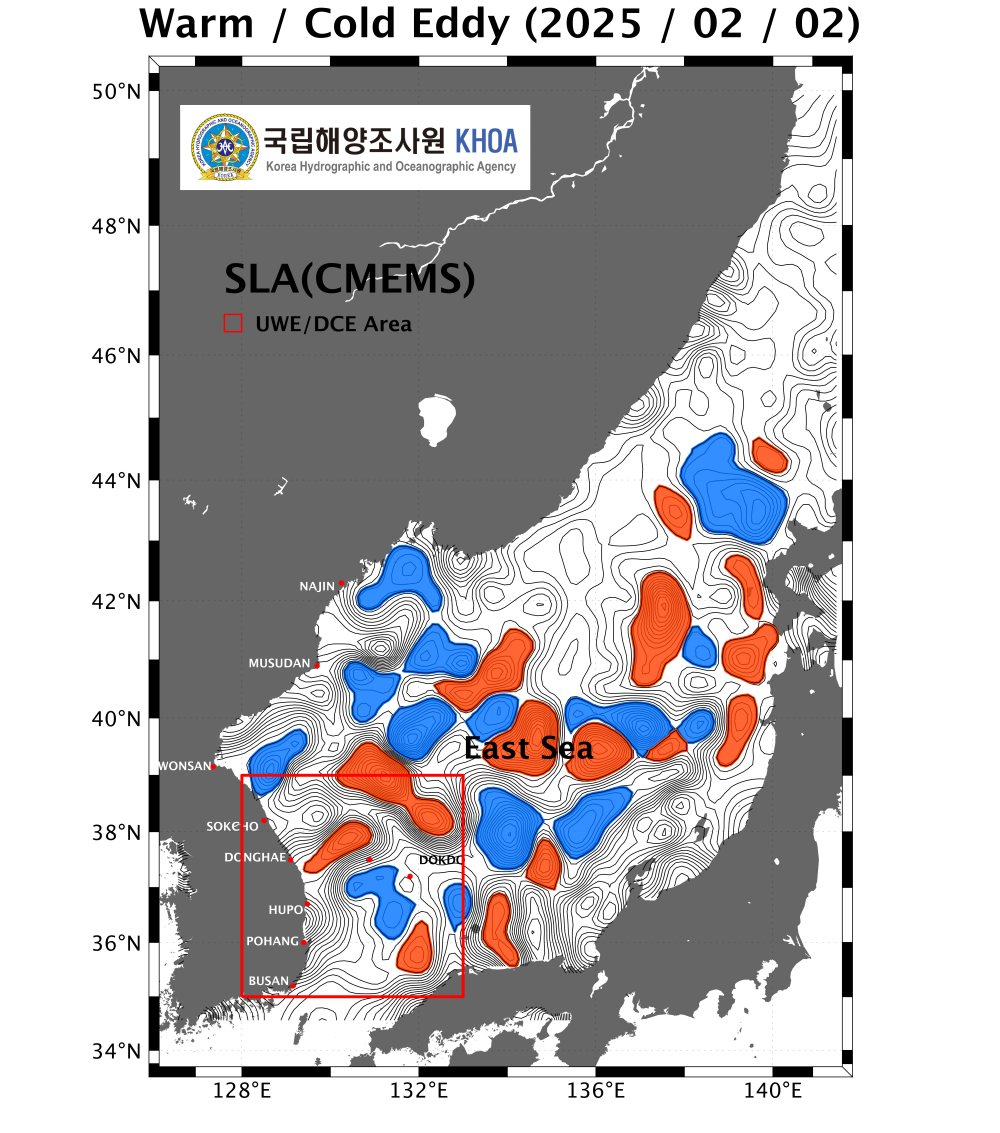 Warm / Cold Eddy (2025 / 02 / 02)
50°N
국립해양조사원 KHOA
Korea Hydrographic and Oceanographic Agency
48°N
SLA(CMEMS)
UWE/DCE Area
46°N
44°N
NAJIN
42°N
MUSUDAN
40°N
East Sea
WONSAN
SOKCHO
38°N
DONGHAE
DOKDO
HUPO
36°N
POHANG
BUSAN
34°N
128°E
132°E
136°E
140°E